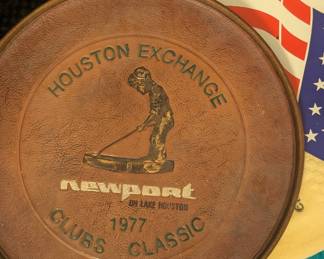 HOUSTON EXCHANGE
newport
ON LAKE HOUSTON
1977
CLUBS CLASSIC